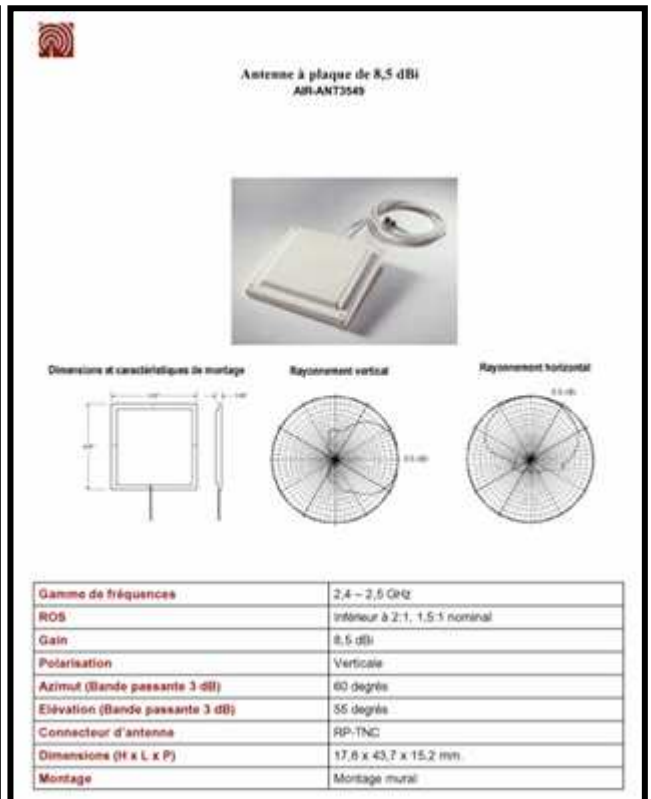 Antenne à plaque de 8,5 dBi
AIR-ANT3549
Dimensions et caractéristiques de montage
Rayonnement vertical
Rayonnement horizontal
Gamme de fréquences 2,4 – 2,5 GHz
ROS Inférieur à 2:1, 1,5:1 nominal
Gain 8,5 dBi
Polarisation Verticale
Azimut (Bande passante 3 dB) 60 degrés
Elévation (Bande passante 3 dB) 55 degrés
Connecteur d'antenne RP-TNC
Dimensions (H x L x P) 17,8 x 43,7 x 15,2 mm.
Montage Montage mural